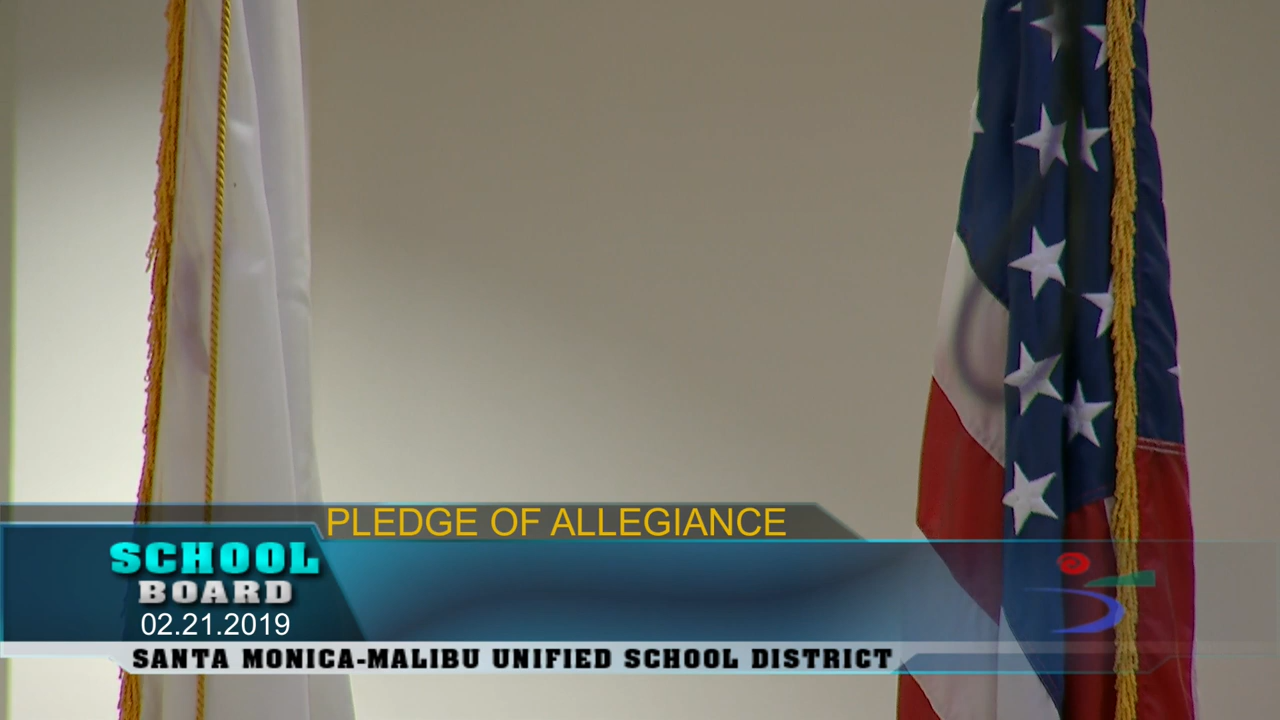 PLEDGE OF ALLEGIANCE
SCHOOL
BOARD
02.21.2019
SANTA MONICA-MALIBU UNIFIED SCHOOL DISTRICT